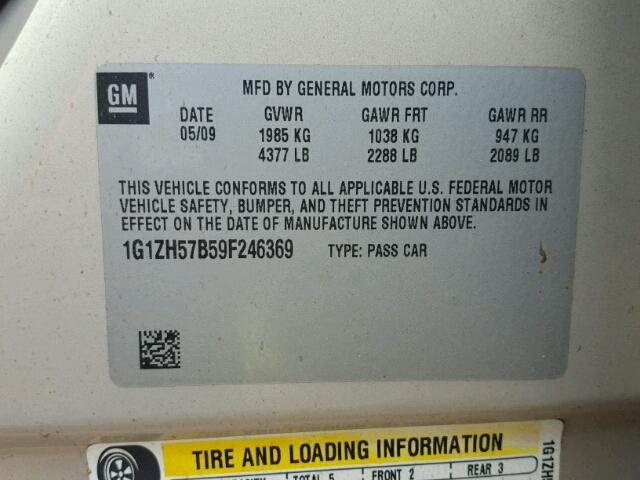 GM
MFD BY GENERAL MOTORS CORP.
DATE GVWR GAWR FRT GAWR RR
05/09 1985 KG 1038 KG 947 KG
4377 LB 2288 LB 2089 LB
THIS VEHICLE CONFORMS TO ALL APPLICABLE U.S. FEDERAL MOTOR
VEHICLE SAFETY, BUMPER, AND THEFT PREVENTION STANDARDS IN
EFFECT ON THE DATE OF MANUFACTURE SHOWN ABOVE.
1G1ZH57B59F246369 TYPE: PASS CAR
TIRE AND LOADING INFORMATION
TOTAL 5 FRONT 2 REAR 3
1G1ZH5